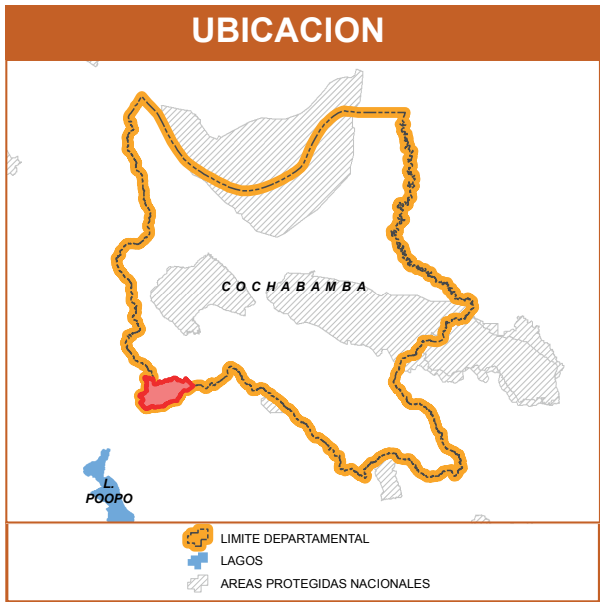 UBICACION
COCHABAMBA
L.
POOPO
LIMITE DEPARTAMENTAL
LAGOS
AREAS PROTEGIDAS NACIONALES